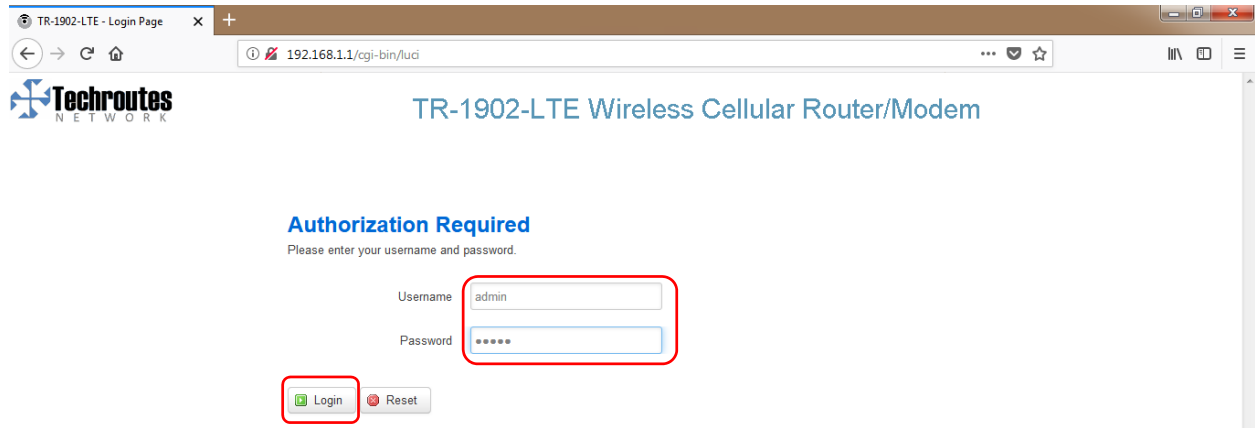 TR-1902-LTE - Login Page
192.168.1.1/cgi-bin/luci
Techroutes
NETWORK
TR-1902-LTE Wireless Cellular Router/Modem
Authorization Required
Please enter your username and password.
Username admin
Password •••••
Login Reset